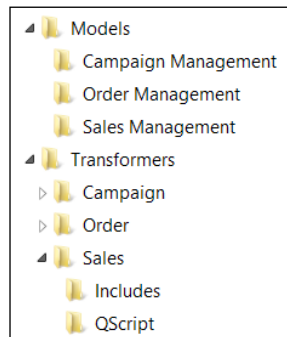 Models
Campaign Management
Order Management
Sales Management
Transformers
Campaign
Order
Sales
Includes
QScript